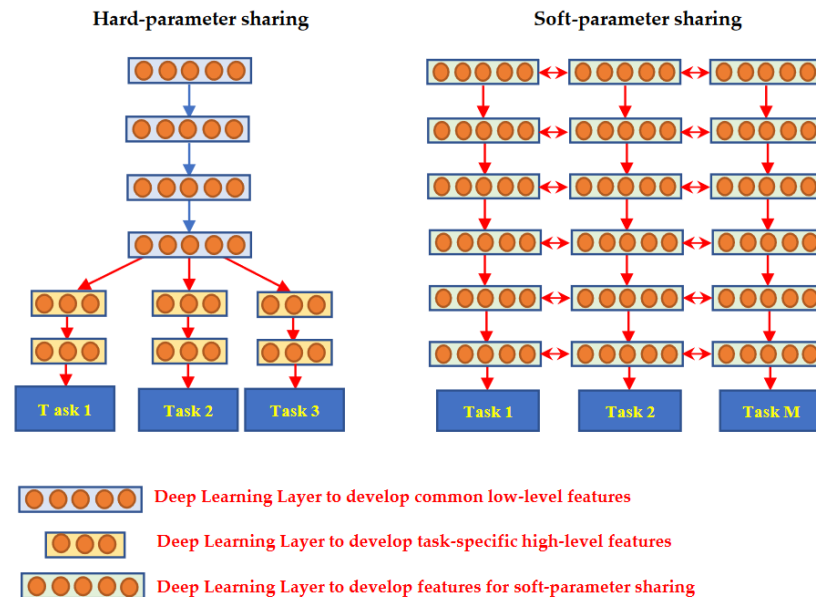 Hard-parameter sharing
Soft-parameter sharing
T ask 1
Task 2
Task 3
Task 1
Task 2
Task M
Deep Learning Layer to develop common low-level features
Deep Learning Layer to develop task-specific high-level features
Deep Learning Layer to develop features for soft-parameter sharing